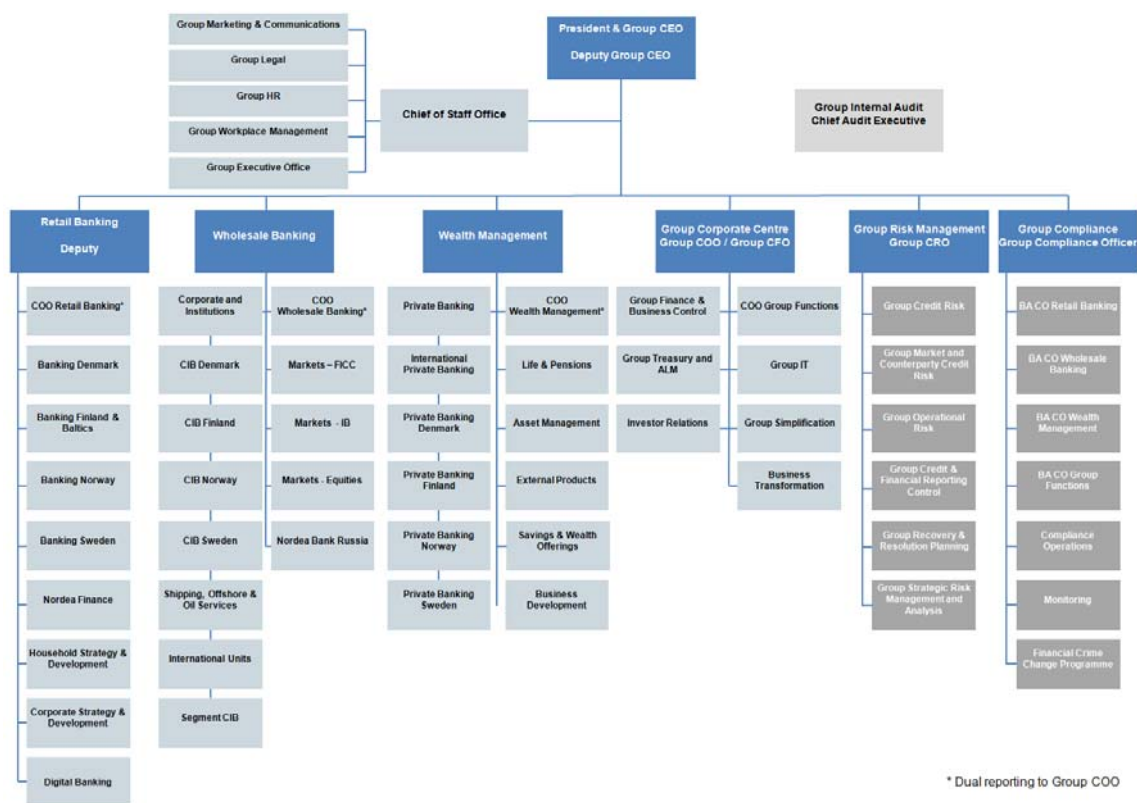 Group Marketing & Communications
Group Legal
Group HR
Group Workplace Management
Group Executive Office
Chief of Staff Office
President & Group CEO
Deputy Group CEO
Group Internal Audit
Chief Audit Executive
Retail Banking
Deputy
Wholesale Banking
Wealth Management
Group Corporate Centre
Group COO / Group CFO
Group Risk Management
Group CRO
Group Compliance
Group Compliance Officer
COO Retail Banking*
Banking Denmark
Banking Finland &
Baltics
Banking Norway
Banking Sweden
Nordea Finance
Household Strategy &
Development
Corporate Strategy &
Development
Digital Banking
Corporate and
Institutions
CIB Denmark
CIB Finland
CIB Norway
CIB Sweden
Shipping, Offshore &
Oil Services
International Units
Segment CIB
COO
Wholesale Banking*
Markets – FICC
Markets - IB
Markets - Equities
Nordea Bank Russia
Private Banking
International
Private Banking
Private Banking
Denmark
Private Banking
Finland
Private Banking
Norway
Private Banking
Sweden
COO
Wealth Management*
Life & Pensions
Asset Management
External Products
Savings & Wealth
Offerings
Business
Development
Group Finance &
Business Control
Group Treasury and
ALM
Investor Relations
COO Group Functions
Group IT
Group Simplification
Business
Transformation
Group Credit Risk
Group Market and
Counterparty Credit
Risk
Group Operational
Risk
Group Credit &
Financial Reporting
Control
Group Recovery &
Resolution Planning
Group Strategic Risk
Management and
Analysis
BA CO Retail Banking
BA CO Wholesale
Banking
BA CO Wealth
Management
BA CO Group
Functions
Compliance
Operations
Monitoring
Financial Crime
Change Programme
* Dual reporting to Group COO